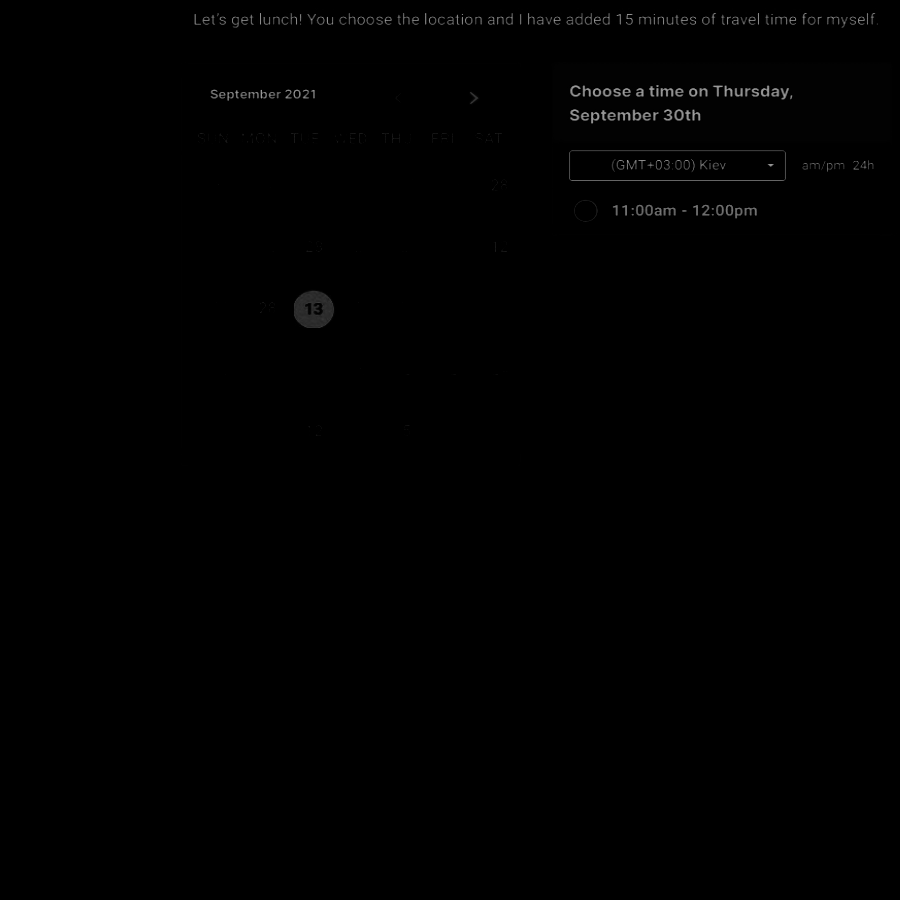 Let's get lunch! You choose the location and I have added 15 minutes of travel time for myself.
September 2021
SUN MON TUE WED TH FRI SAT
13
Choose a time on Thursday,
September 30th
(GMT+03:00) Kiev
am/pm 24h
11:00am - 12:00pm